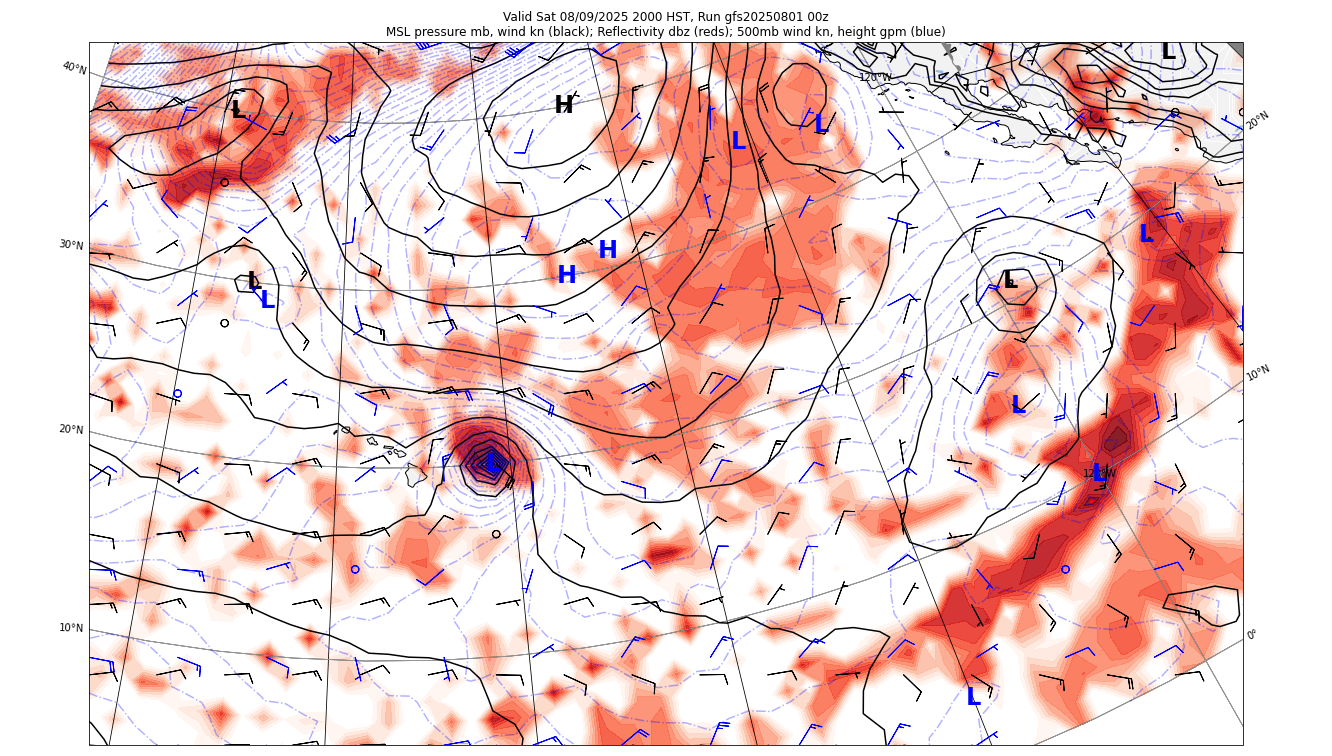 Valid Sat 08/09/2025 2000 HST, Run gfs20250801 00z
MSL pressure mb, wind kn (black); Reflectivity dbz (reds); 500mb wind kn, height gpm (blue)
L
40°N
120°W
H
L
L
L
20°N
30°N
L
H
H
L
L
L
10°N
L
20°N
L
L
120°W
10°N
0°
L